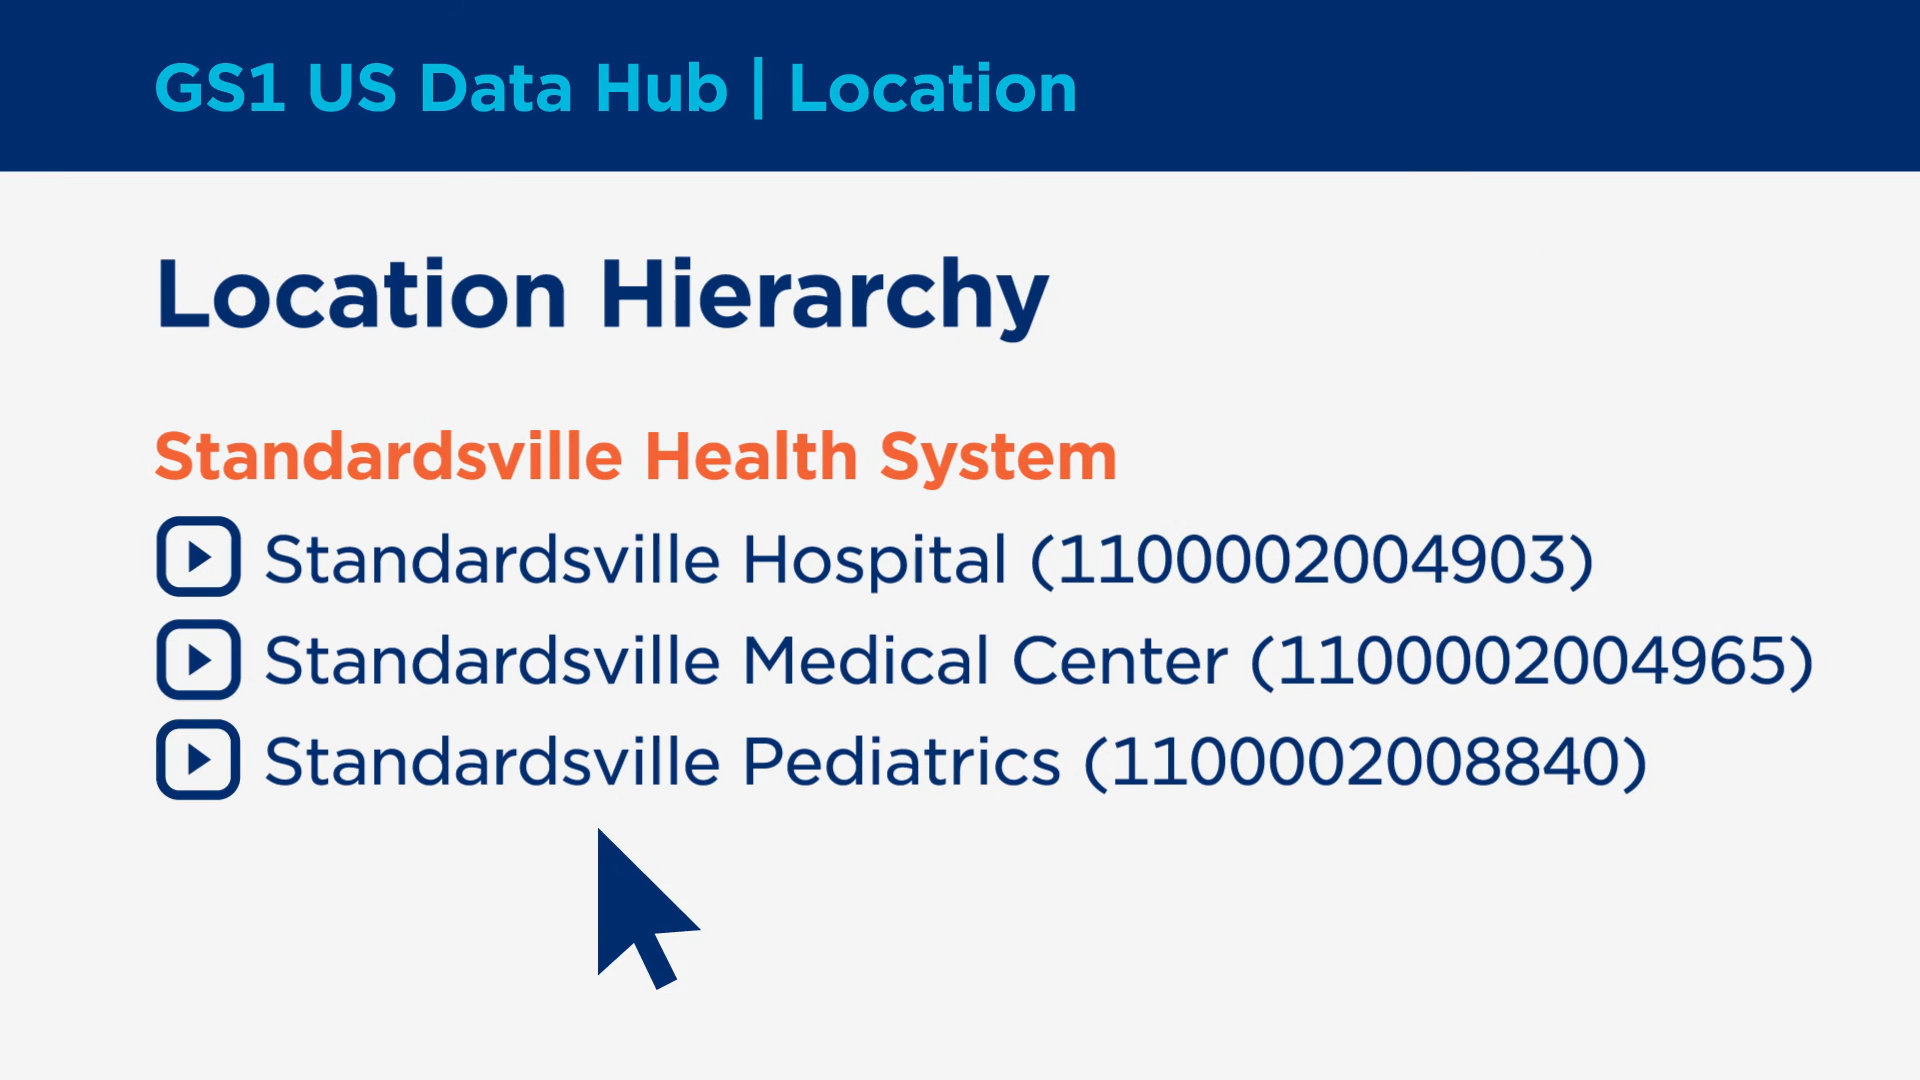 GS1 US Data Hub | Location
Location Hierarchy
Standardsville Health System
Standardsville Hospital (1100002004903)
Standardsville Medical Center (1100002004965)
Standardsville Pediatrics (1100002008840)